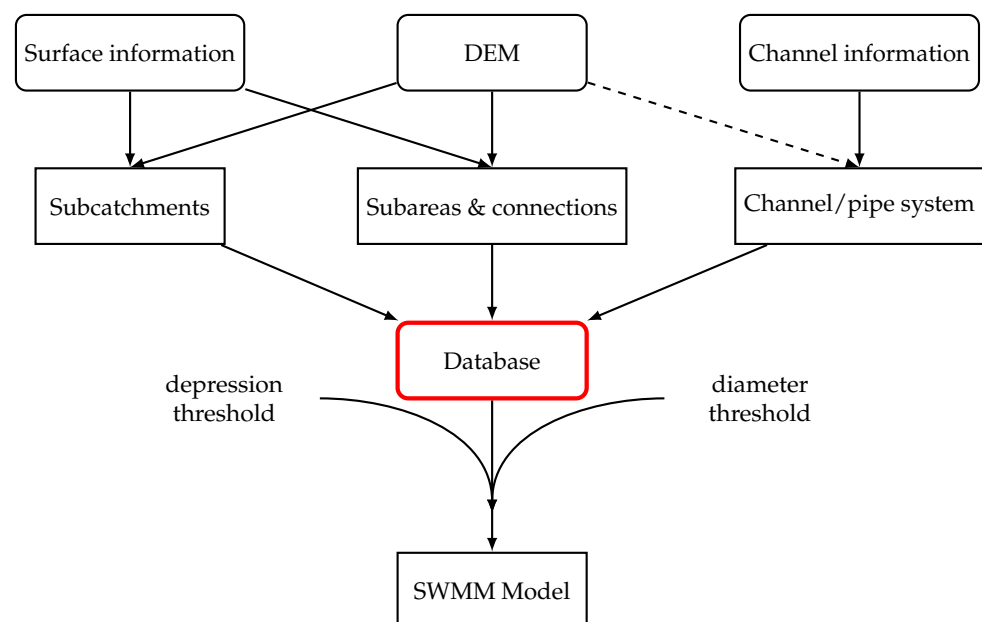 Surface information
DEM
Channel information
Subcatchments
Subareas & connections
Channel/pipe system
Database
depression
threshold
diameter
threshold
SWMM Model